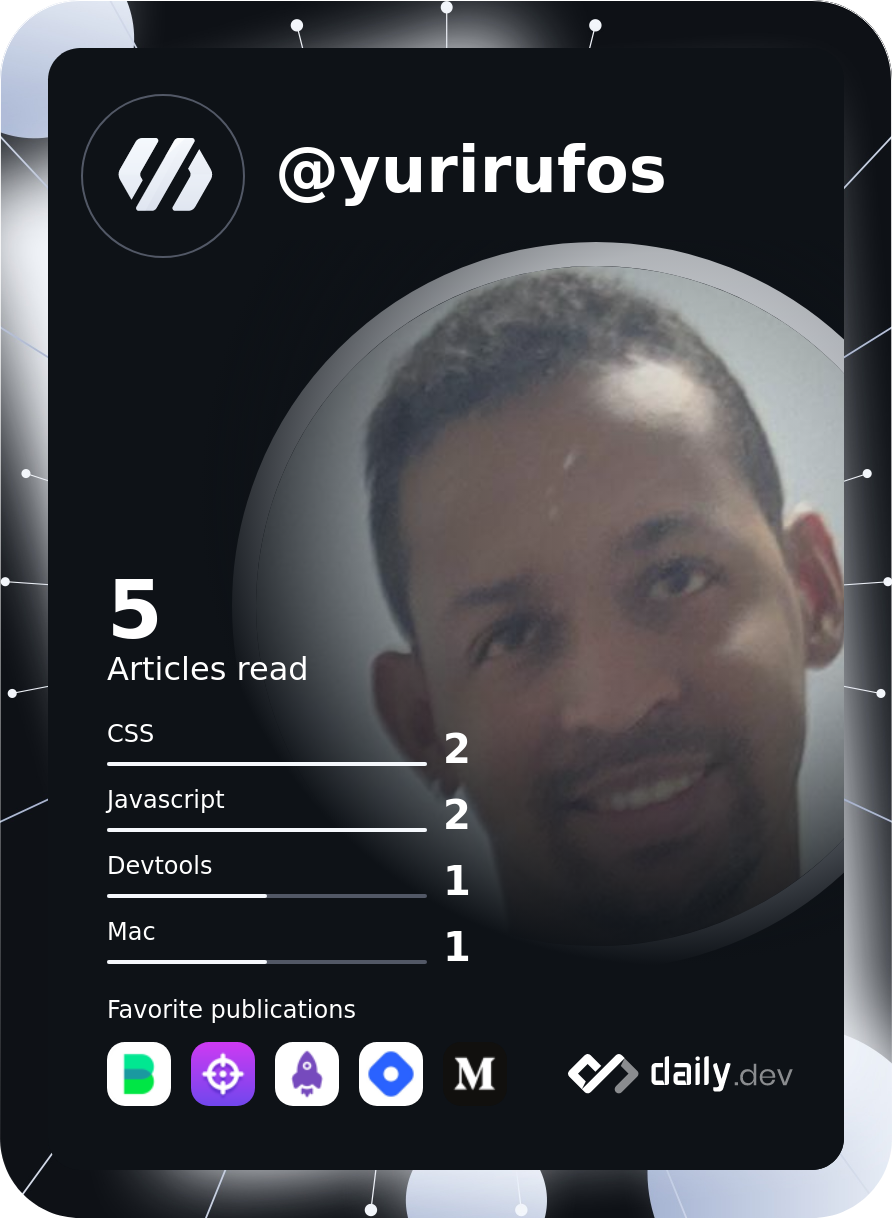 @yurirufos
5
Articles read
CSS
2
Javascript
2
Devtools
1
Mac
1
Favorite publications
M
daily.dev